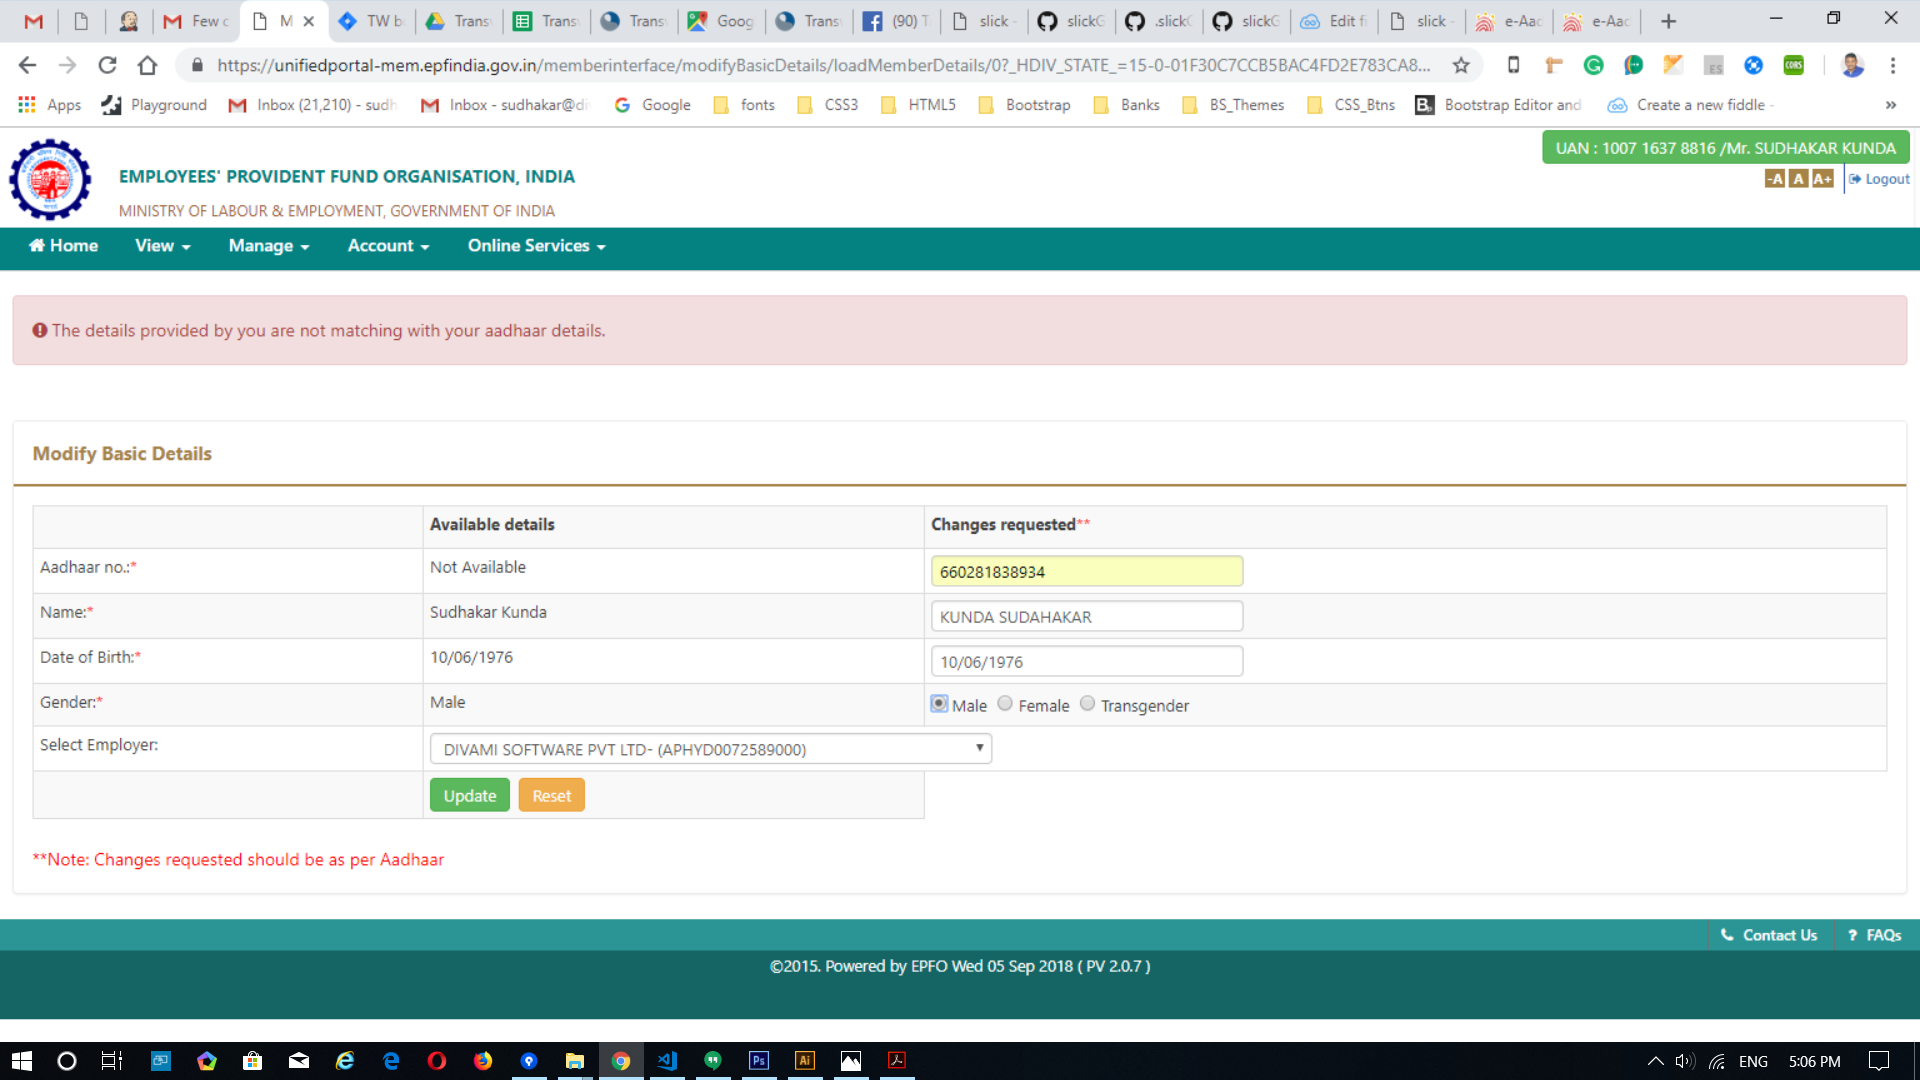 Few c
M
TW b
Trans
Trans
Trans
Goog
Trans
(90) T
slick -
slickG
.slickG
slickG
Edit fi
slick -
e-Aac
e-Aac
https://unifiedportal-mem.epfindia.gov.in/memberinterface/modifyBasicDetails/loadMemberDetails/0?_HDIV_STATE_=15-0-01F30C7CCB5BAC4FD2E783CA8...
Apps Playground Inbox (21,210) - sudh Inbox - sudhakar@di Google fonts CSS3 HTML5 Bootstrap Banks BS_Themes CSS_Btns Bootstrap Editor and Create a new fiddle - »
UAN : 1007 1637 8816 /Mr. SUDHAKAR KUNDA
EMPLOYEES' PROVIDENT FUND ORGANISATION, INDIA
-A A A+ Logout
MINISTRY OF LABOUR & EMPLOYMENT, GOVERNMENT OF INDIA
Home View Manage Account Online Services
The details provided by you are not matching with your aadhaar details.
Modify Basic Details
Available details Changes requested**
Aadhaar no.:* Not Available 660281838934
Name:* Sudhakar Kunda KUNDA SUDAHAKAR
Date of Birth:* 10/06/1976 10/06/1976
Gender:* Male Male Female Transgender
Select Employer: DIVAMI SOFTWARE PVT LTD- (APHYD0072589000)
Update Reset
**Note: Changes requested should be as per Aadhaar
Contact Us ? FAQs
©2015. Powered by EPFO Wed 05 Sep 2018 ( PV 2.0.7 )
ENG 5:06 PM